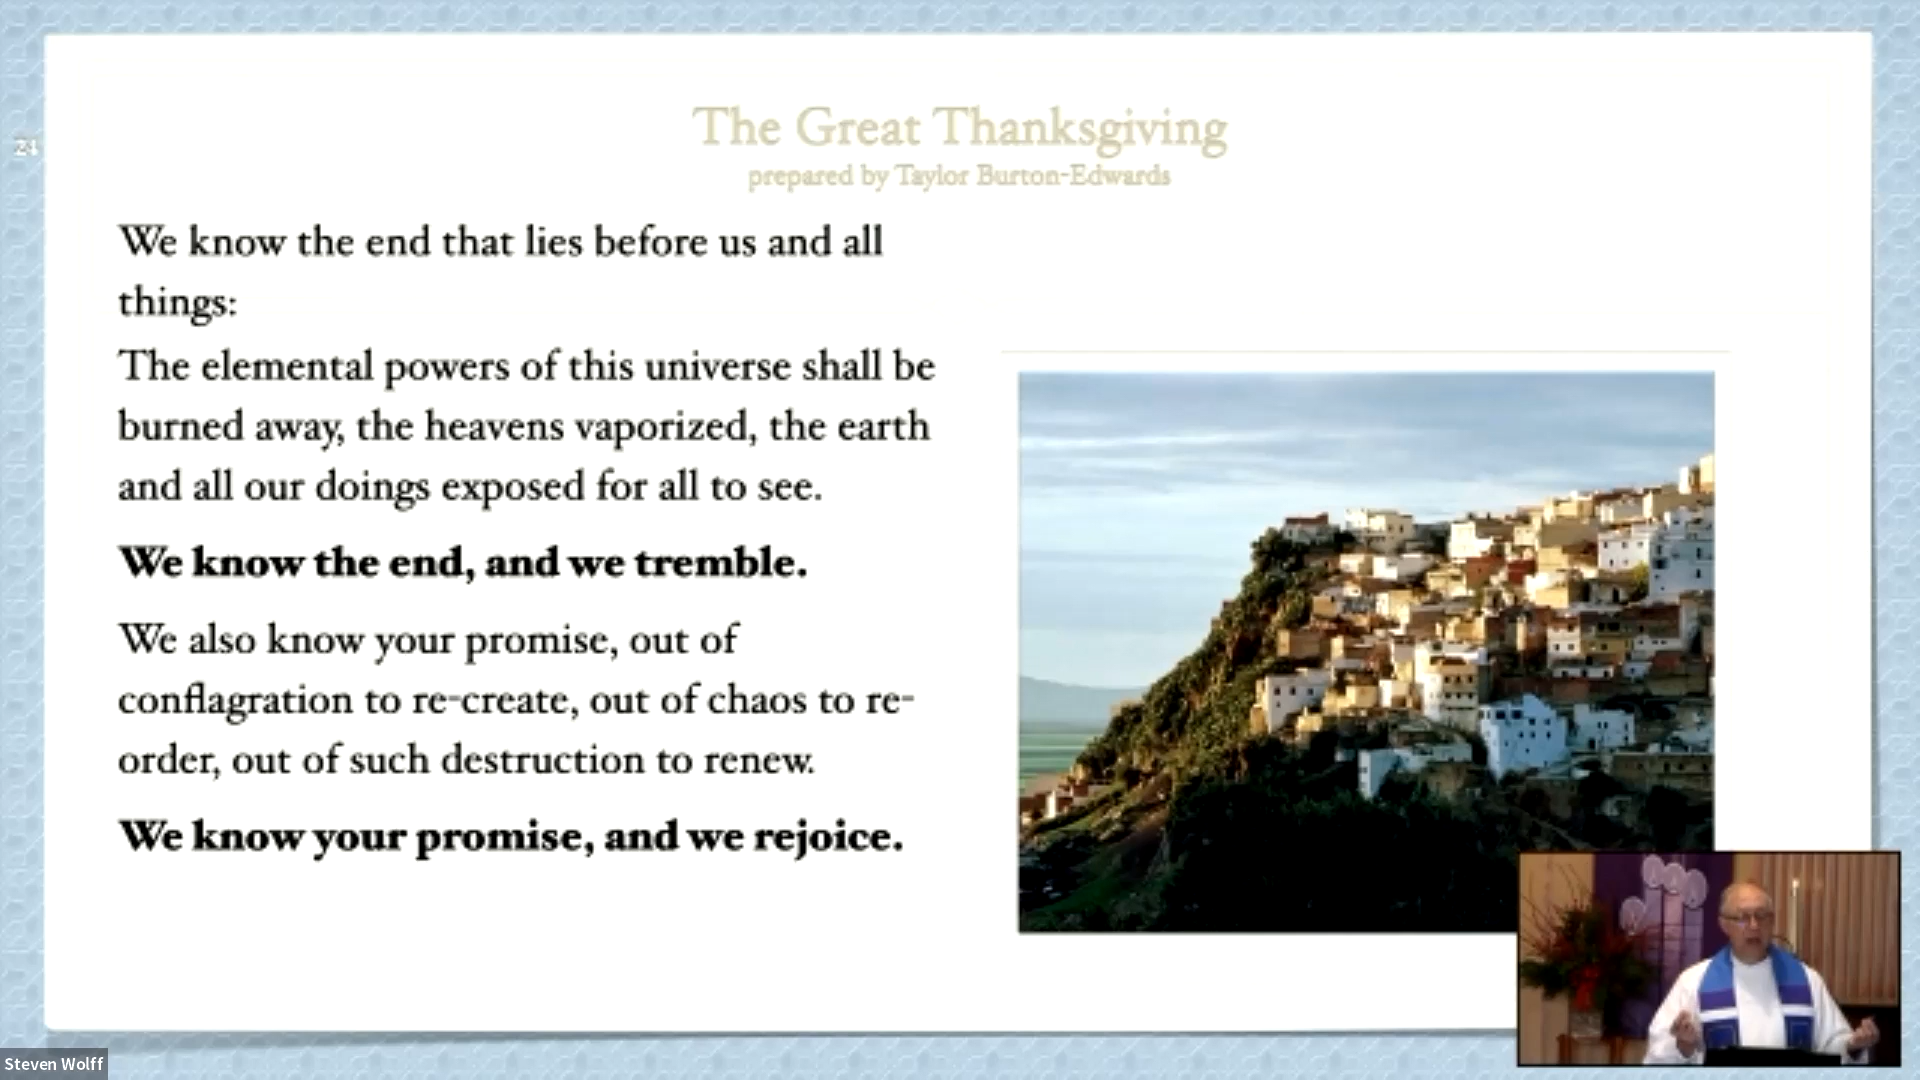 The Great Thanksgiving
prepared by Taylor Burton-Edwards
24
We know the end that lies before us and all
things:
The elemental powers of this universe shall be
burned away, the heavens vaporized, the earth
and all our doings exposed for all to see.
We know the end, and we tremble.
We also know your promise, out of
conflagration to re-create, out of chaos to re-
order, out of such destruction to renew.
We know your promise, and we rejoice.
Steven Wolff